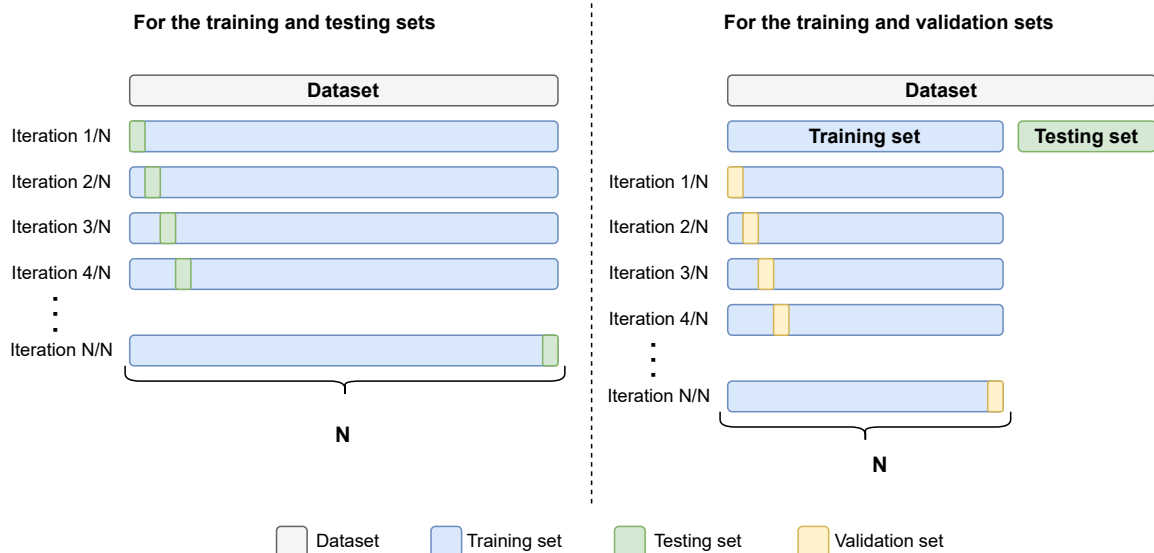 For the training and testing sets
Dataset
Iteration 1/N
Iteration 2/N
Iteration 3/N
Iteration 4/N
Iteration N/N
N
For the training and validation sets
Dataset
Training set
Testing set
Iteration 1/N
Iteration 2/N
Iteration 3/N
Iteration 4/N
Iteration N/N
N
Dataset
Training set
Testing set
Validation set